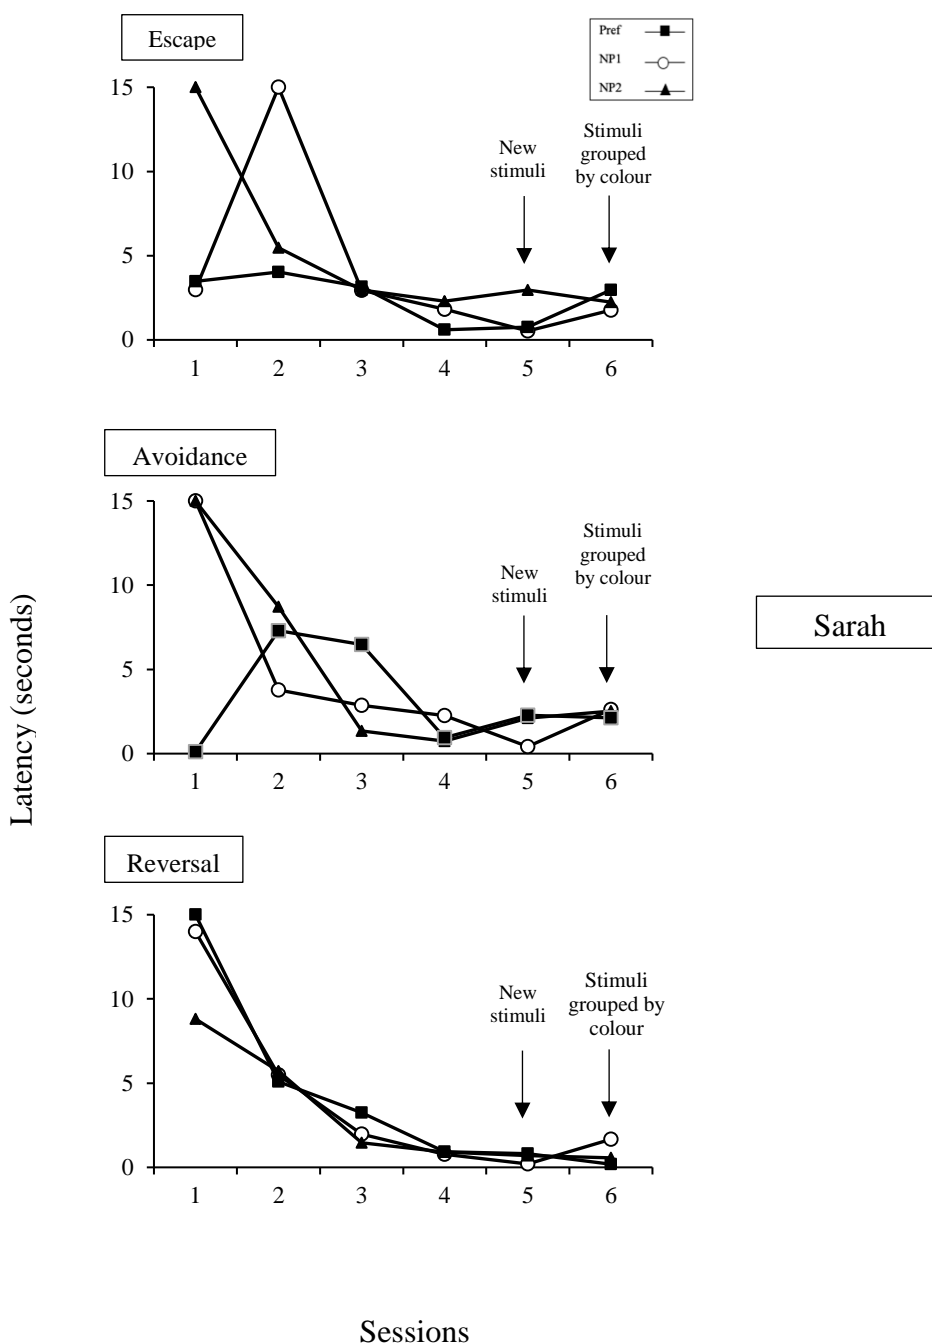 Escape
Pref
NP1
NP2
15
10
5
0
New
stimuli
Stimuli
grouped
by colour
1 2 3 4 5 6
Avoidance
15
10
5
0
New
stimuli
Stimuli
grouped
by colour
1 2 3 4 5 6
Latency (seconds)
Sarah
Reversal
15
10
5
0
New
stimuli
Stimuli
grouped by
colour
1 2 3 4 5 6
Sessions